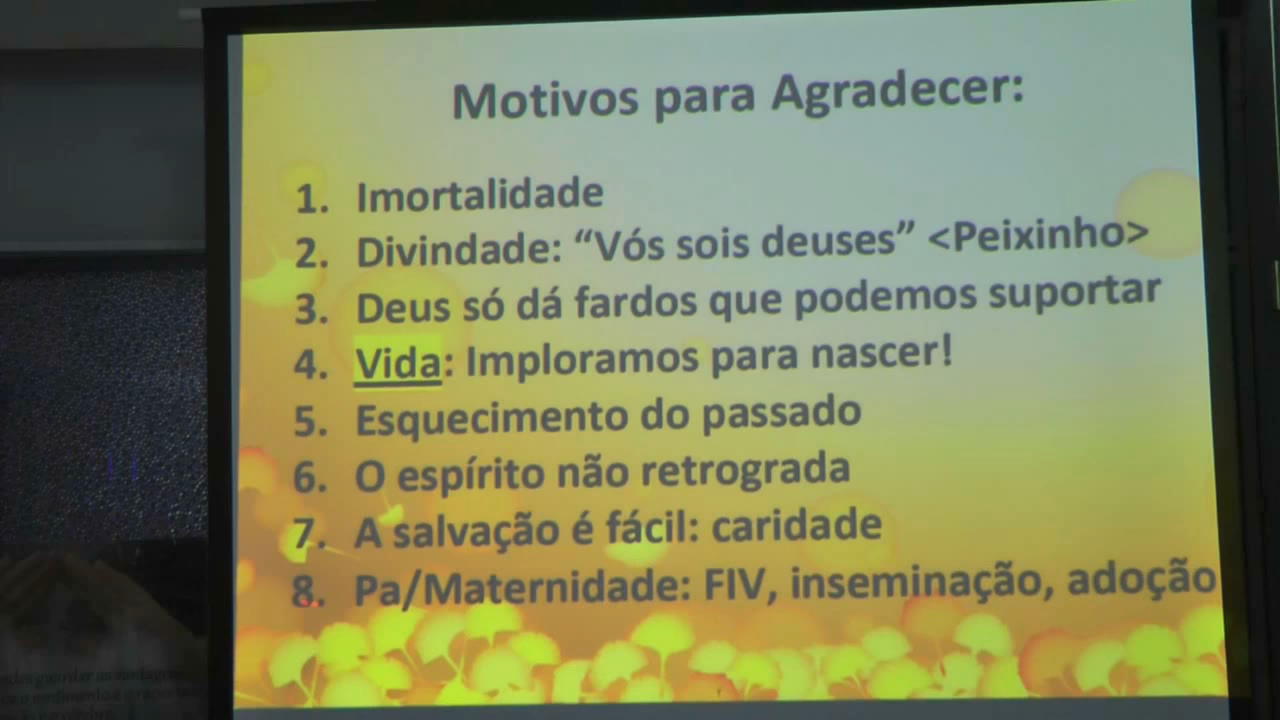 Motivos para Agradecer:
1. Imortalidade
2. Divindade: “Vós sois deuses” <Peixinho>
3. Deus só dá fardos que podemos suportar
4. Vida: Imploramos para nascer!
5. Esquecimento do passado
6. O espírito não retrograda
7. A salvação é fácil: caridade
8. Pa/Maternidade: FIV, inseminação, adoção